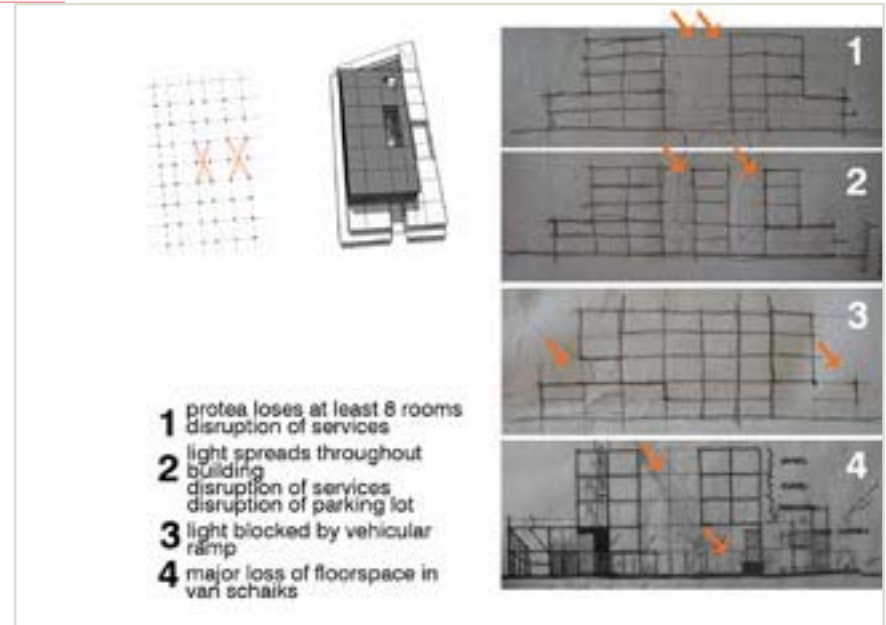 1
2
3
4
1 protea loses at least 8 rooms
disruption of services
2 light spreads throughout
building
disruption of services
disruption of parking lot
3 light blocked by vehicular
ramp
4 major loss of floorspace in
van schaiks